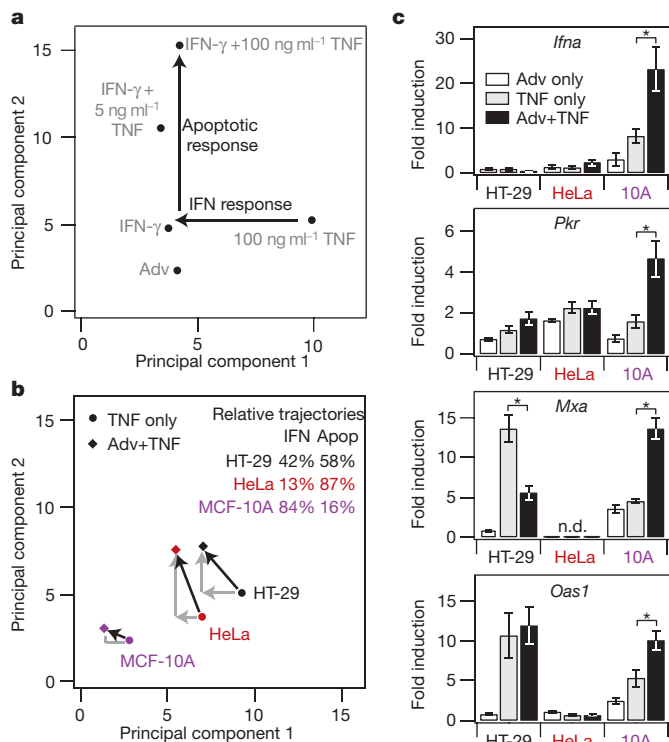 a
Principal component 2
15
10
5
0
IFN-γ +100 ng ml⁻¹ TNF
IFN-γ +
5 ng ml⁻¹
TNF
Apoptotic
response
IFN response
IFN-γ
100 ng ml⁻¹ TNF
Adv
0
5
10
Principal component 1
b
Principal component 2
15
10
5
0
TNF only
Adv+TNF
Relative trajectories
IFN Apop
HT-29 42% 58%
HeLa 13% 87%
MCF-10A 84% 16%
HT-29
HeLa
MCF-10A
0
5
10
15
Principal component 1
c
Fold induction
30
20
10
0
Ifna
*
Adv only
TNF only
Adv+TNF
HT-29 HeLa 10A
Fold induction
6
4
2
0
Pkr
*
HT-29 HeLa 10A
Fold induction
15
10
5
0
Mxa
*
*
n.d.
HT-29 HeLa 10A
Fold induction
15
10
5
0
Oas1
*
HT-29 HeLa 10A